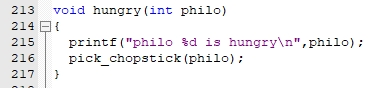 213 void hungry(int philo)
214 {
215 printf("philo %d is hungry\n",philo);
216 pick_chopstick(philo);
217 }